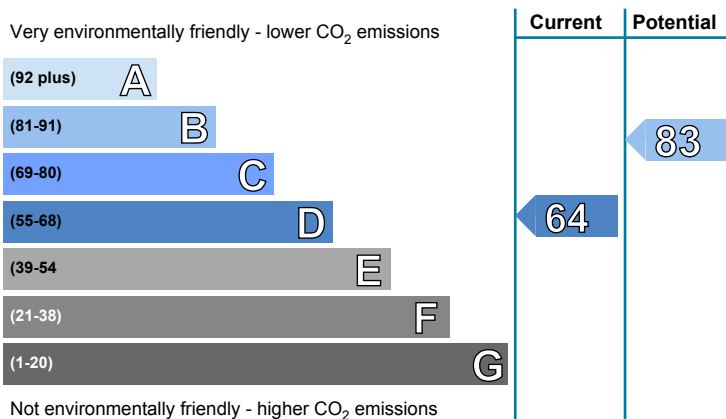 Current Potential
Very environmentally friendly - lower CO2 emissions
(92 plus) A
(81-91) B
83
(69-80) C
(55-68) D
64
(39-54 E
(21-38) F
(1-20) G
Not environmentally friendly - higher CO2 emissions